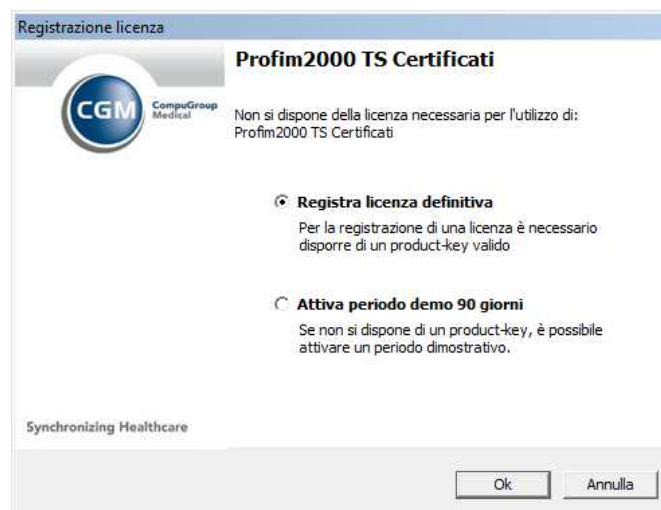 Registrazione licenza
Profim2000 TS Certificati
CGM
CompuGroup
Medical
Non si dispone della licenza necessaria per l'utilizzo di:
Profim2000 TS Certificati
Registra licenza definitiva
Per la registrazione di una licenza è necessario
disporre di un product-key valido
Attiva periodo demo 90 giorni
Se non si dispone di un product-key, è possibile
attivare un periodo dimostrativo.
Synchronizing Healthcare
Ok
Annulla